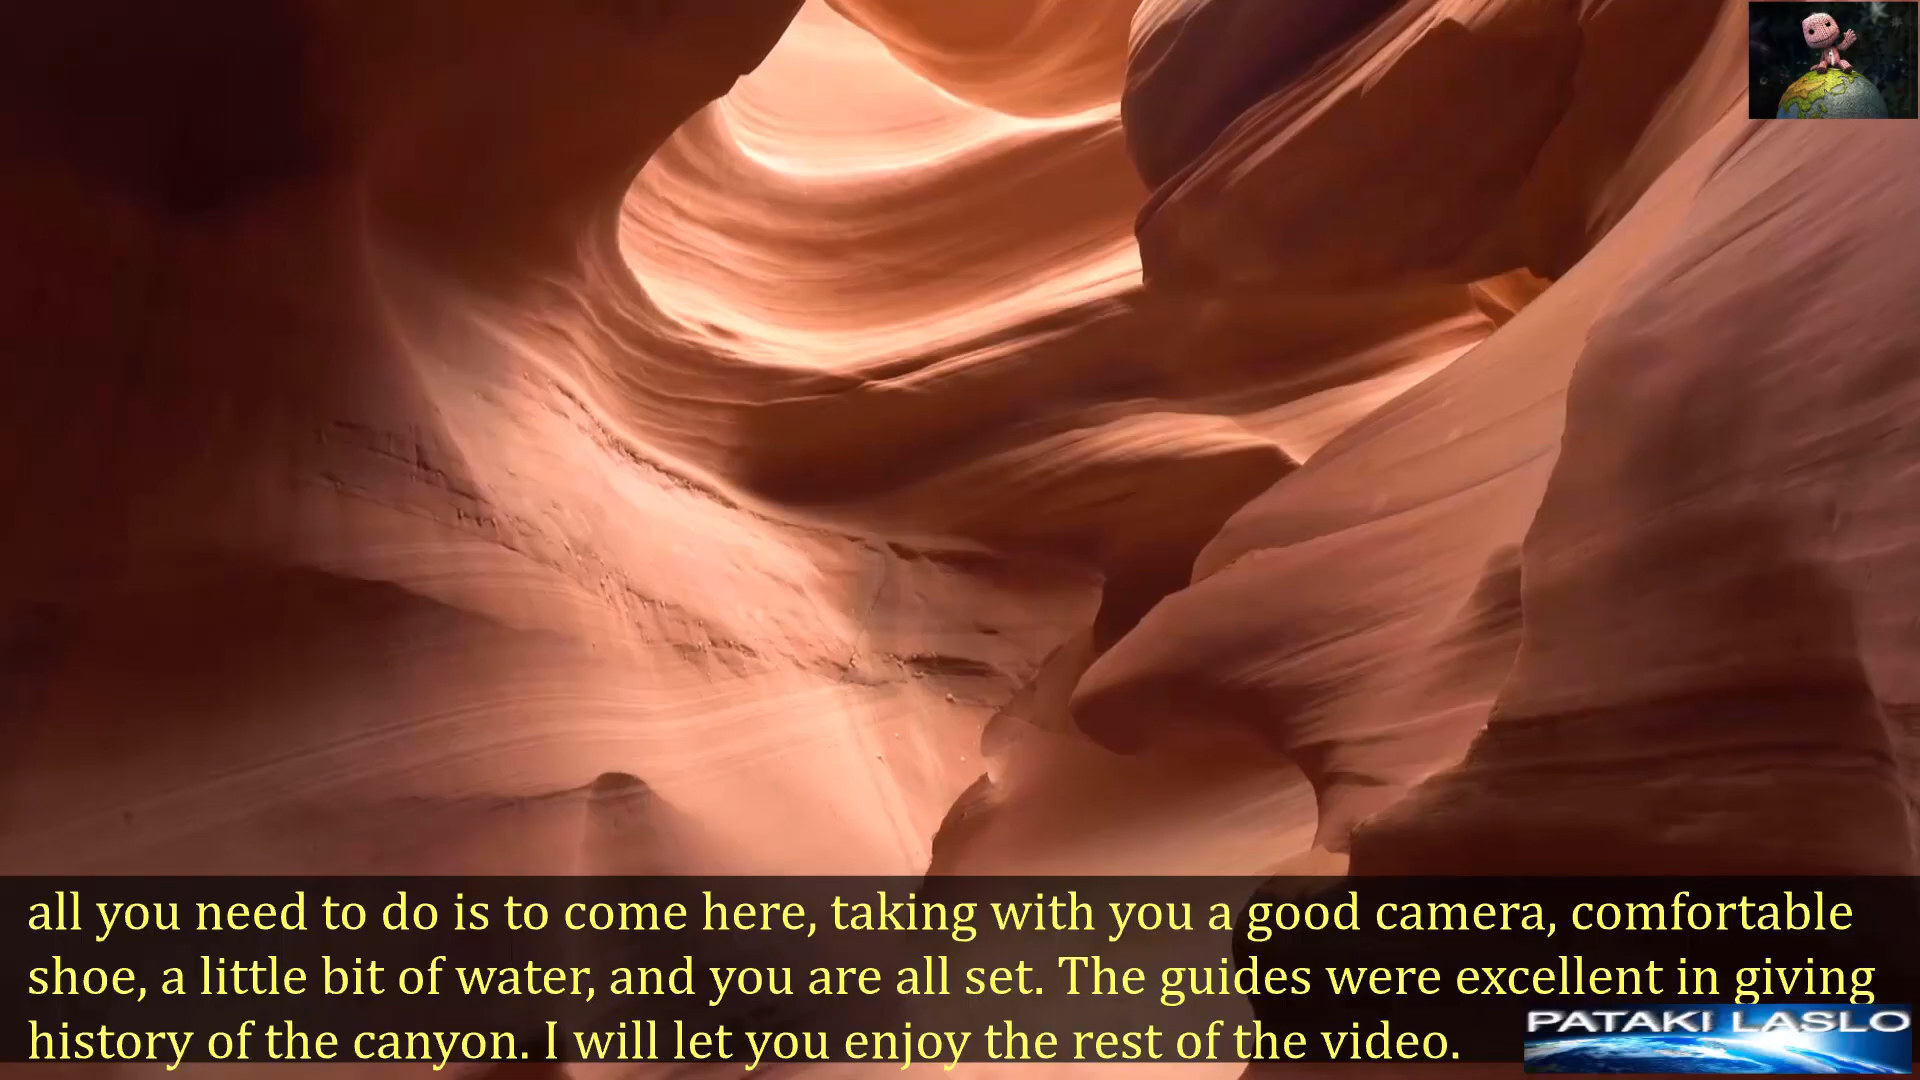 all you need to do is to come here, taking with you a good camera, comfortable
shoe, a little bit of water, and you are all set. The guides were excellent in giving
history of the canyon. I will let you enjoy the rest of the video.
PATAKI LASLO